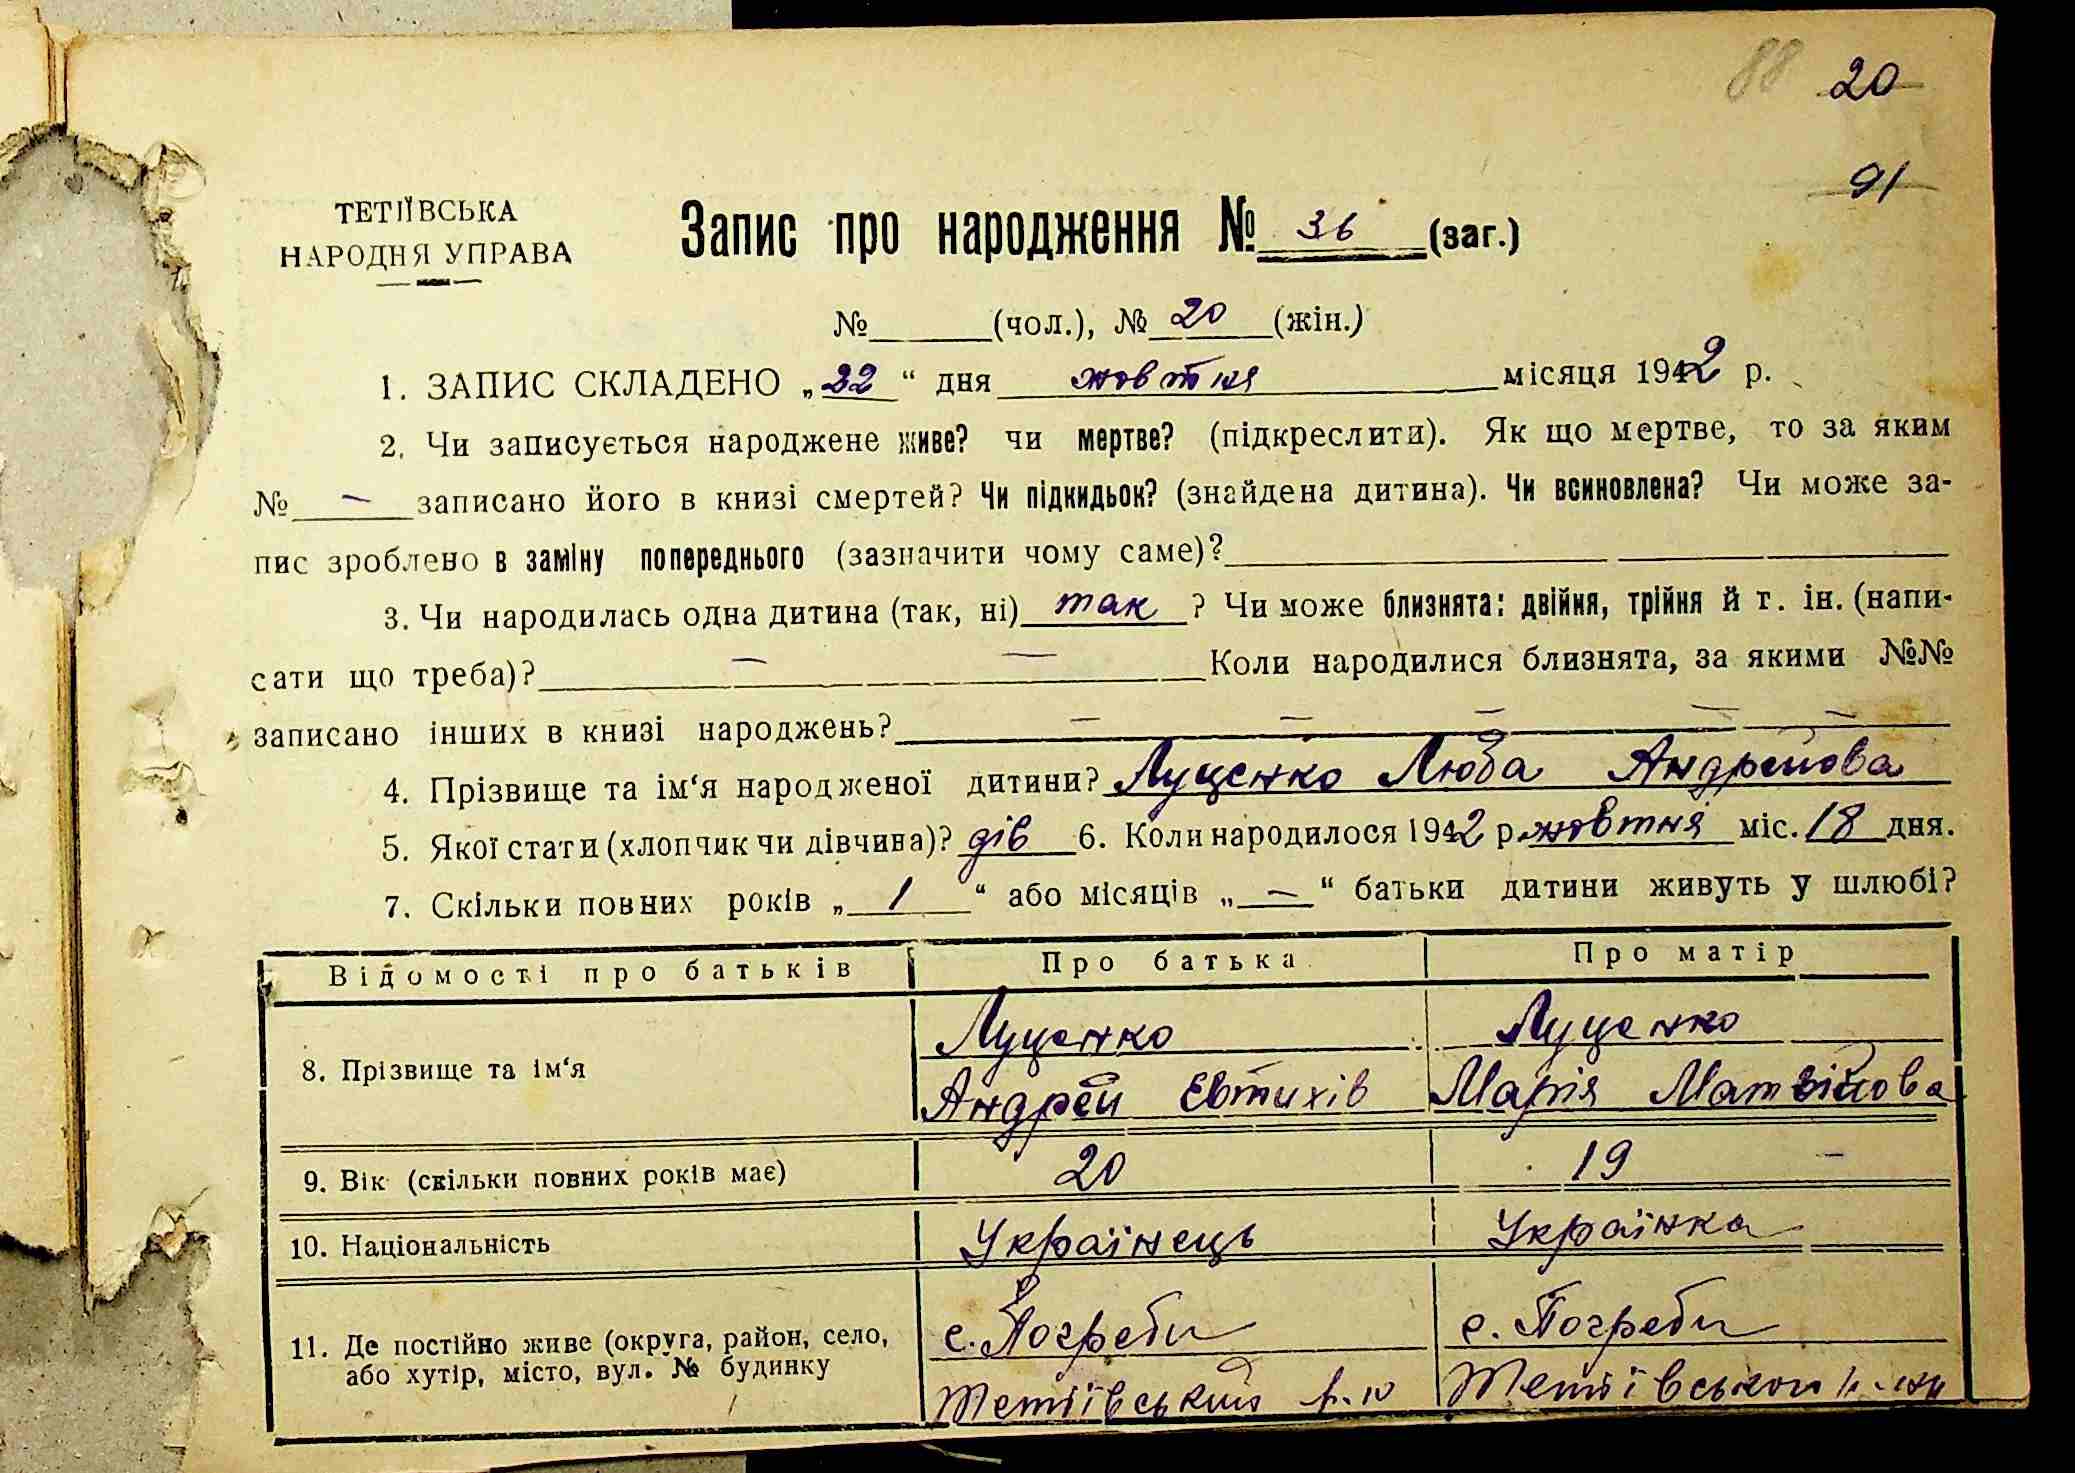 88 20
91
ТЕТІЇВСЬКА
НАРОДНЯ УПРАВА
Запис про народження № 36 (заг.)
№ (чол.), № 20 (жін.)
1. ЗАПИС СКЛАДЕНО „22“ дня жовтня місяця 1942 р.
2. Чи записується народжене живе? чи мертве? (підкреслити). Як що мертве, то за яким
№ — записано його в книзі смертей? Чи підкидьок? (знайдена дитина). Чи всиновлена? Чи може за-
пис зроблено в заміну попереднього (зазначити чому саме)?
3. Чи народилась одна дитина (так, ні) так ? Чи може близнята: двійня, трійня й т. ін. (напи-
сати що треба)? — — Коли народилися близнята, за якими №№
записано інших в книзі народжень? — — — — —
4. Прізвище та ім‘я народженої дитини? Луценко Люба Андрейова
5. Якої стати (хлопчик чи дівчина)? дів 6. Коли народилося 1942 р. жовтня міс. 18 дня.
7. Скільки повних років „1“ або місяців „—“ батьки дитини живуть у шлюбі?
Відомості про батьків Про батька Про матір
Луценко Луценко
8. Прізвище та ім‘я
Андрей Євтихів Марія Матвійова
9. Вік (скільки повних років має) 20 19 —
10. Національність Українець Українка
11. Де постійно живе (округа, район, село, с. Погреби с. Погреби
або хутір, місто, вул. № будинку
Тетіївський р-н Тетіївського р-ну